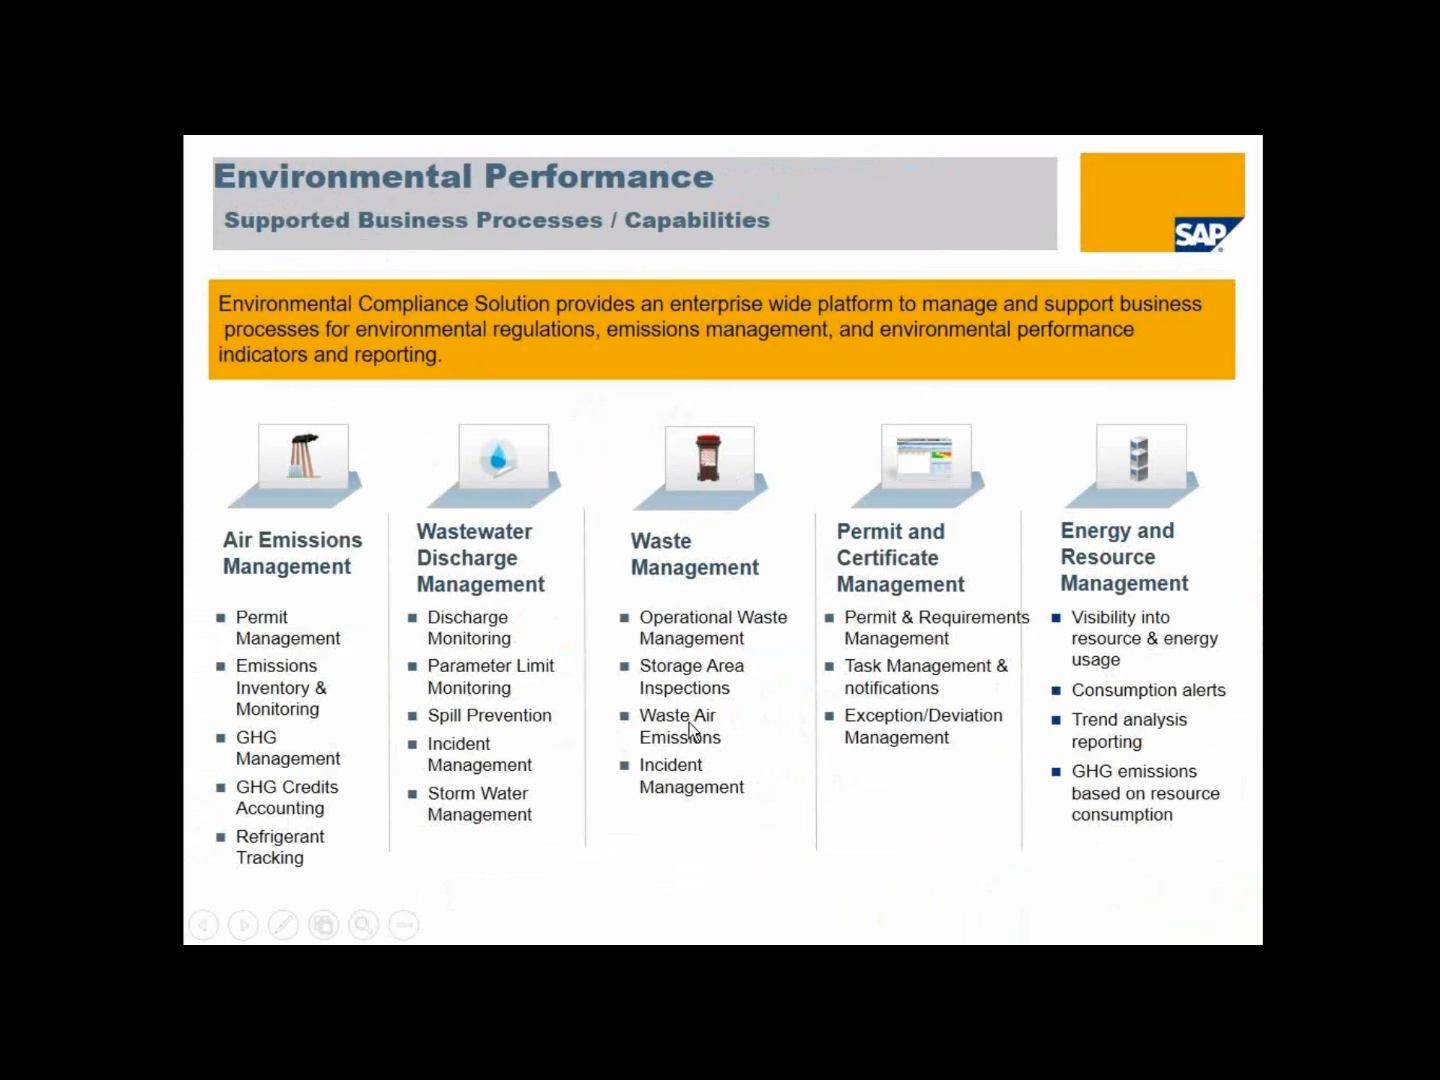 Environmental Performance
Supported Business Processes / Capabilities
SAP
Environmental Compliance Solution provides an enterprise wide platform to manage and support business
processes for environmental regulations, emissions management, and environmental performance
indicators and reporting.
Air Emissions
Management
Permit
Management
Emissions
Inventory &
Monitoring
GHG
Management
GHG Credits
Accounting
Refrigerant
Tracking
Wastewater
Discharge
Management
Discharge
Monitoring
Parameter Limit
Monitoring
Spill Prevention
Incident
Management
Storm Water
Management
Waste
Management
Operational Waste
Management
Storage Area
Inspections
Waste Air
Emissions
Incident
Management
Permit and
Certificate
Management
Permit & Requirements
Management
Task Management &
notifications
Exception/Deviation
Management
Energy and
Resource
Management
Visibility into
resource & energy
usage
Consumption alerts
Trend analysis
reporting
GHG emissions
based on resource
consumption